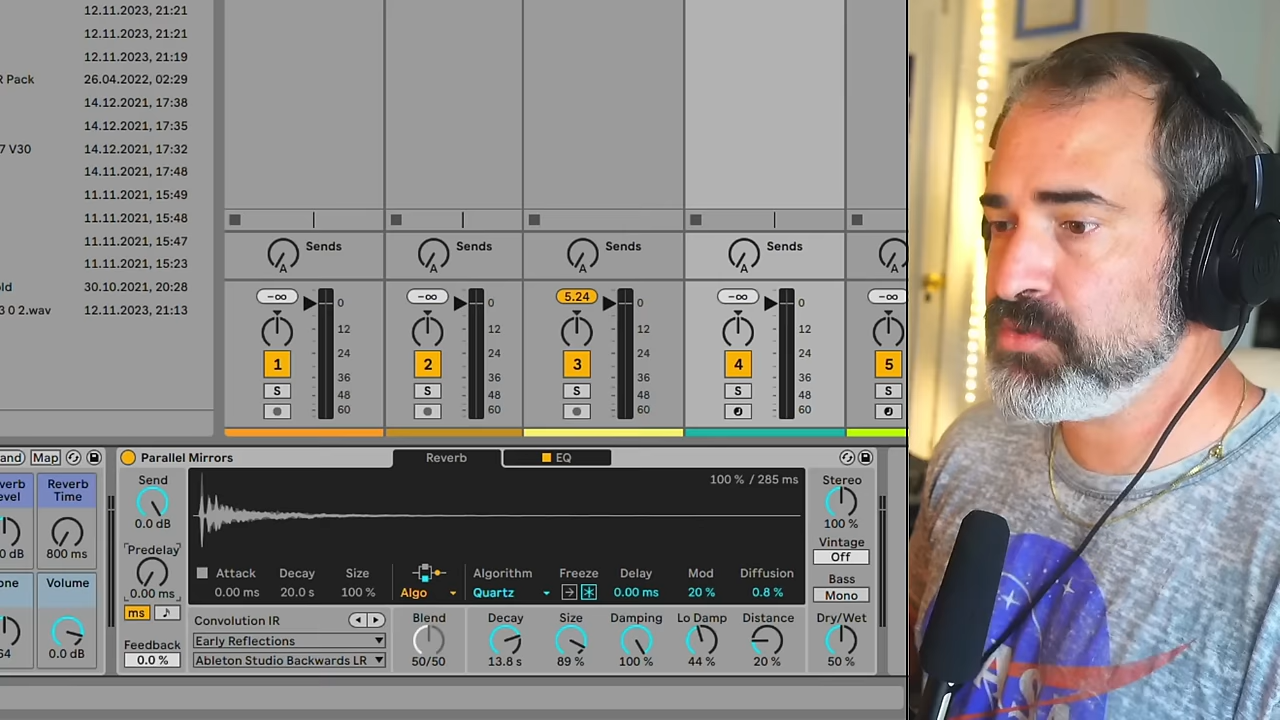 12.11.2023, 21:21
12.11.2023, 21:21
12.11.2023, 21:19
R Pack 26.04.2022, 02:29
14.12.2021, 17:38
14.12.2021, 17:35
7 V30 14.12.2021, 17:32
14.11.2021, 17:48
11.11.2021, 15:49
11.11.2021, 15:48
11.11.2021, 15:47
11.11.2021, 15:23
old 30.10.2021, 20:28
3 0 2.wav 12.11.2023, 21:13
Sends Sends Sends Sends
A A A A A
-∞ 0 -∞ 0 5.24 0 -∞ 0 -∞
12 12 12 12
1 24 2 24 3 24 4 24 5
36 36 36 36
S 48 S 48 S 48 S 48 S
60 60 60 60
and Map
verb Level
Reverb Time
0 dB 800 ms
one Volume
64 0.0 dB
Parallel Mirrors Reverb EQ
Send
0.0 dB
Predelay
0.00 ms
ms
Feedback
0.0 %
100 % / 285 ms
Attack Decay Size
0.00 ms 20.0 s 100 %
Algo
Algorithm Freeze Delay Mod Diffusion
Quartz 0.00 ms 20 % 0.8 %
Convolution IR
Early Reflections
Ableton Studio Backwards LR
Blend Decay Size Damping Lo Damp Distance Dry/Wet
50/50 13.8 s 89 % 100 % 44 % 20 % 50 %
Stereo
100 %
Vintage
Off
Bass
Mono